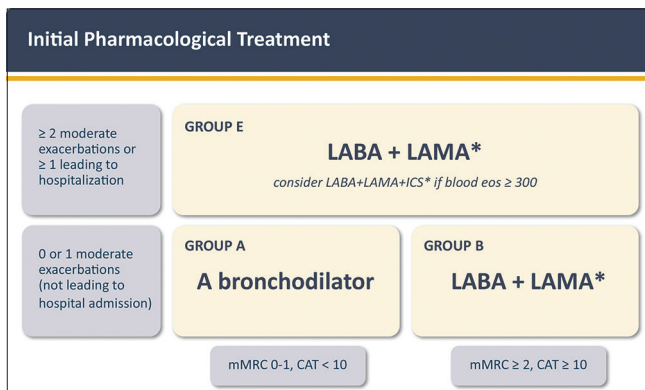 Initial Pharmacological Treatment
≥ 2 moderate
exacerbations or
≥ 1 leading to
hospitalization
GROUP E
LABA + LAMA*
consider LABA+LAMA+ICS* if blood eos ≥ 300
0 or 1 moderate
exacerbations
(not leading to
hospital admission)
GROUP A
A bronchodilator
GROUP B
LABA + LAMA*
mMRC 0-1, CAT < 10
mMRC ≥ 2, CAT ≥ 10